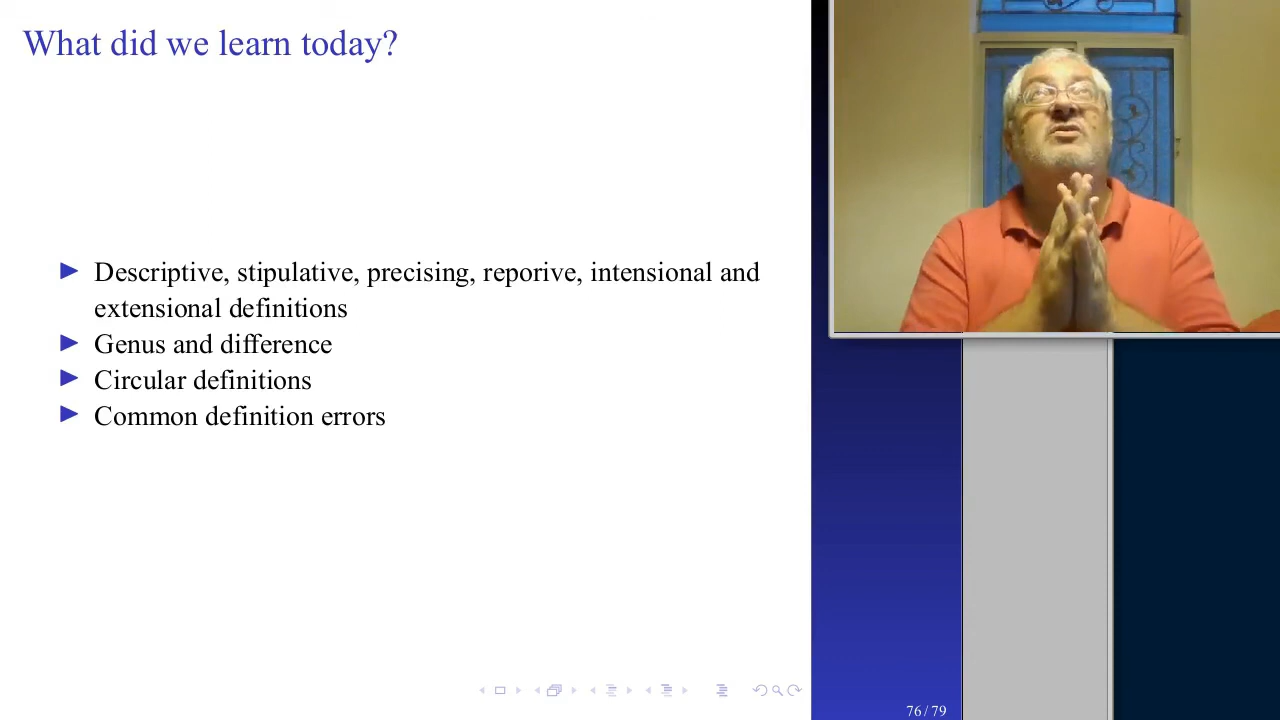 What did we learn today?
Descriptive, stipulative, precising, reporive, intensional and
extensional definitions
Genus and difference
Circular definitions
Common definition errors
76 / 79